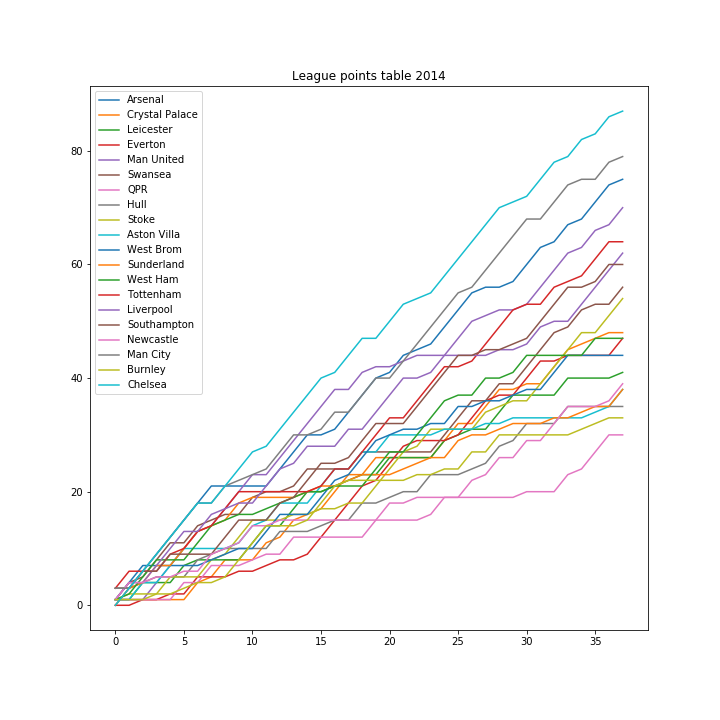 League points table 2014
Arsenal
Crystal Palace
Leicester
Everton
Man United
Swansea
QPR
Hull
Stoke
Aston Villa
West Brom
Sunderland
West Ham
Tottenham
Liverpool
Southampton
Newcastle
Man City
Burnley
Chelsea
80
60
40
20
0
0 5 10 15 20 25 30 35